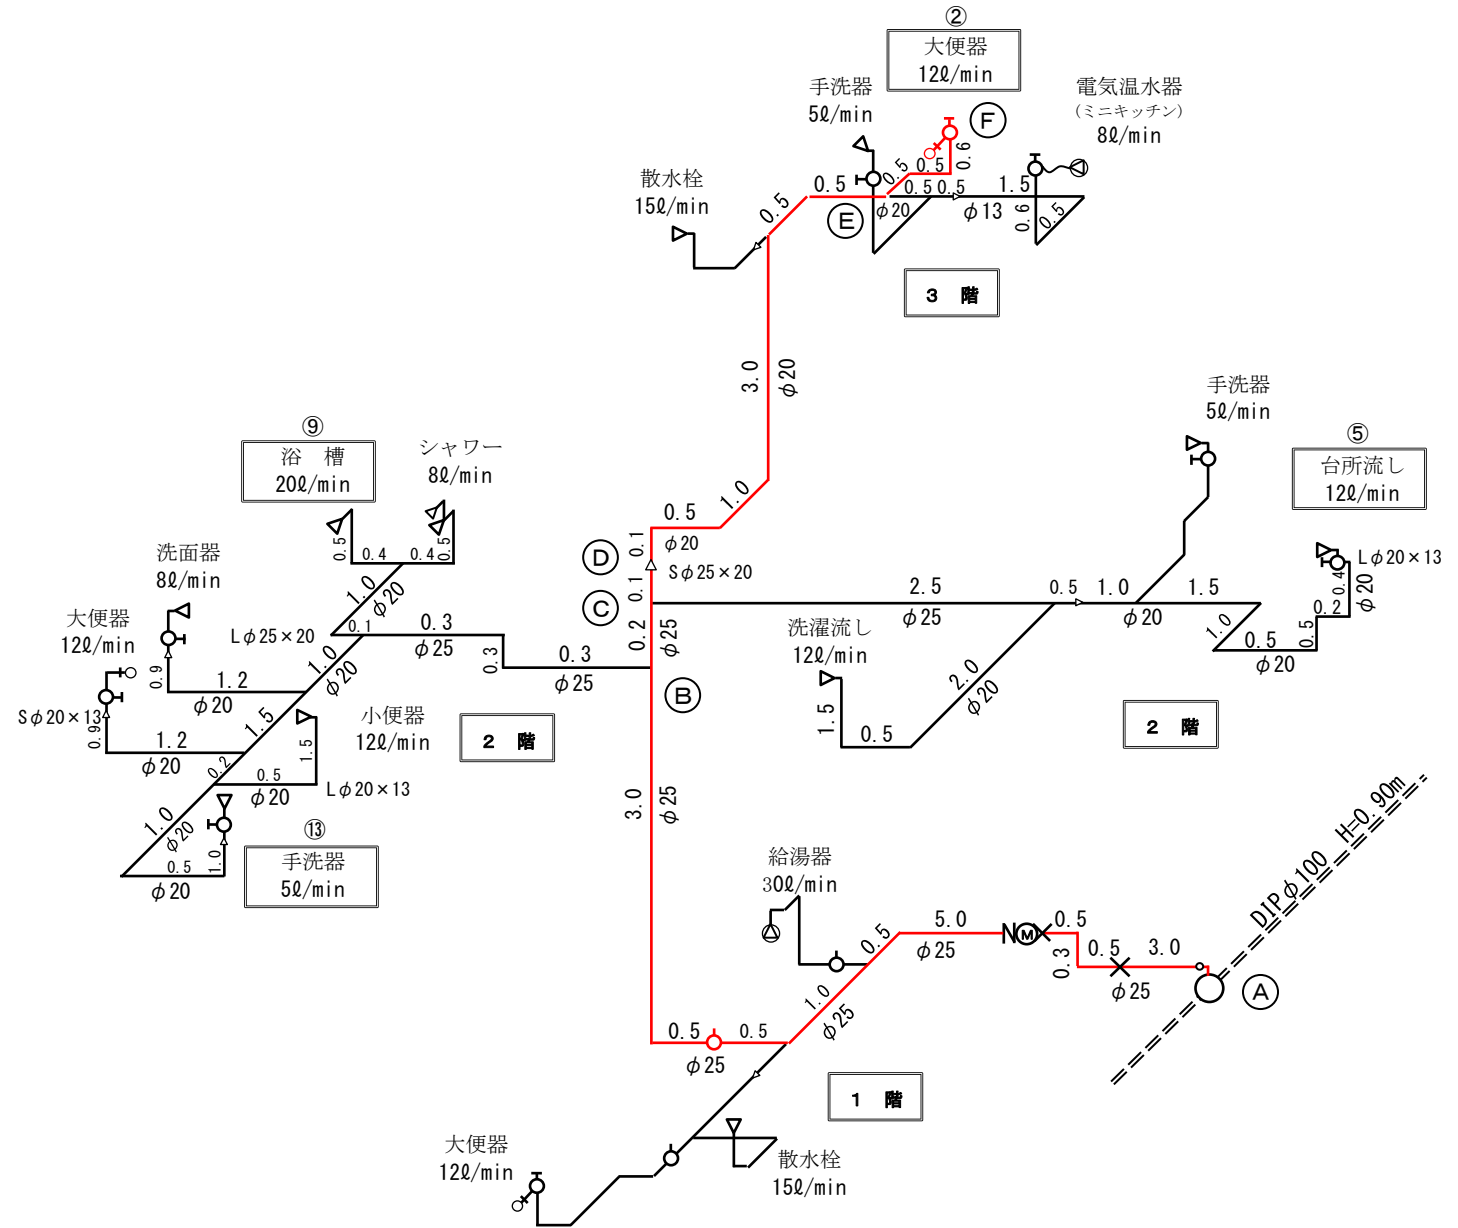 ②
大便器
12ℓ/min
手洗器
5ℓ/min
電気温水器
(ミニキッチン)
8ℓ/min
F
散水栓
15ℓ/min
0.5
0.5
0.5
0.5
0.6
0.5 0.5
1.5
φ20
φ13
0.6
0.5
E
3 階
3.0
φ20
手洗器
5ℓ/min
⑨
浴 槽
20ℓ/min
シャワー
8ℓ/min
⑤
台所流し
12ℓ/min
0.5
1.0
0.1
φ20
D
Sφ25×20
0.1
C
0.2
φ25
B
0.5
0.4
0.4
0.5
1.0
φ20
洗面器
8ℓ/min
大便器
12ℓ/min
Lφ25×20
0.1
0.3
φ25
0.3
0.3
φ25
1.0
φ20
0.9
1.2
φ20
Sφ20×13
0.9
1.2
φ20
1.5
小便器
12ℓ/min
1.5
0.2
0.5
φ20
Lφ20×13
1.0
φ20
0.5
φ20
1.0
⑬
手洗器
5ℓ/min
2 階
2.5
φ25
0.5
1.0
φ20
1.5
1.0
0.5
φ20
0.5
0.2
0.4
φ20
Lφ20×13
洗濯流し
12ℓ/min
1.5
0.5
2.0
φ20
2 階
3.0
φ25
DIPφ100 H=0.90m
給湯器
30ℓ/min
0.5
5.0
φ25
N
M
0.5
0.3
0.5
3.0
φ25
A
1.0
φ25
0.5
0.5
φ25
1 階
大便器
12ℓ/min
散水栓
15ℓ/min